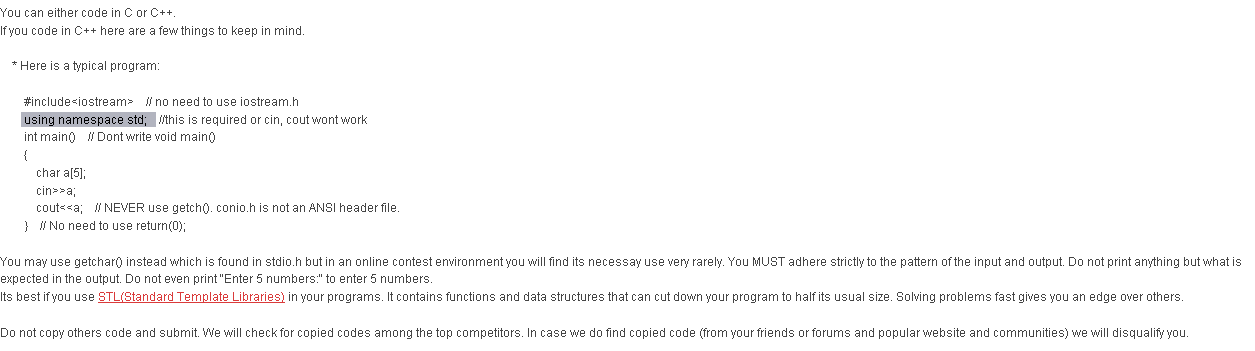 You can either code in C or C++.
If you code in C++ here are a few things to keep in mind.
* Here is a typical program:
#include<iostream> // no need to use iostream.h
using namespace std; //this is required or cin, cout wont work
int main() // Dont write void main()
{
char a[5];
cin>>a;
cout<<a; // NEVER use getch(). conio.h is not an ANSI header file.
} // No need to use return(0);
You may use getchar() instead which is found in stdio.h but in an online contest environment you will find its necessay use very rarely. You MUST adhere strictly to the pattern of the input and output. Do not print anything but what is
expected in the output. Do not even print "Enter 5 numbers:" to enter 5 numbers.
Its best if you use STL(Standard Template Libraries) in your programs. It contains functions and data structures that can cut down your program to half its usual size. Solving problems fast gives you an edge over others.
Do not copy others code and submit. We will check for copied codes among the top competitors. In case we do find copied code (from your friends or forums and popular website and communities) we will disqualify you.